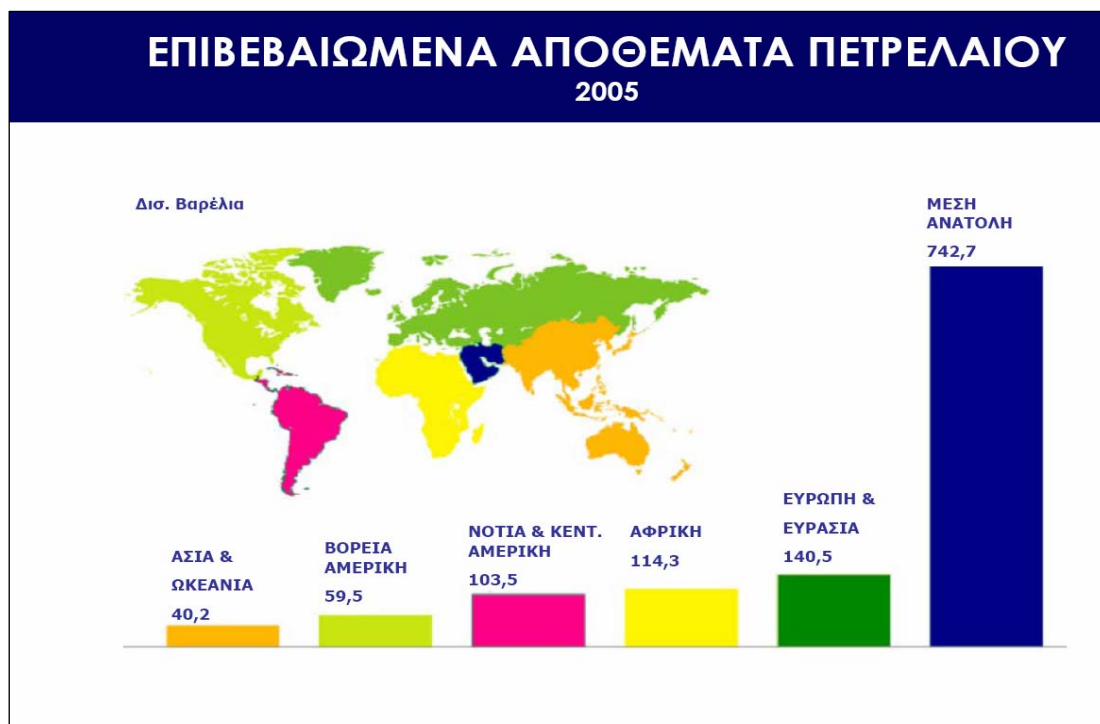 ΕΠΙΒΕΒΑΙΩΜΕΝΑ ΑΠΟΘΕΜΑΤΑ ΠΕΤΡΕΛΑΙΟΥ
2005
Δισ. Βαρέλια
ΜΕΣΗ
ΑΝΑΤΟΛΗ
742,7
ΑΣΙΑ &
ΩΚΕΑΝΙΑ
40,2
ΒΟΡΕΙΑ
ΑΜΕΡΙΚΗ
59,5
ΝΟΤΙΑ & ΚΕΝΤ.
ΑΜΕΡΙΚΗ
103,5
ΑΦΡΙΚΗ
114,3
ΕΥΡΩΠΗ &
ΕΥΡΑΣΙΑ
140,5